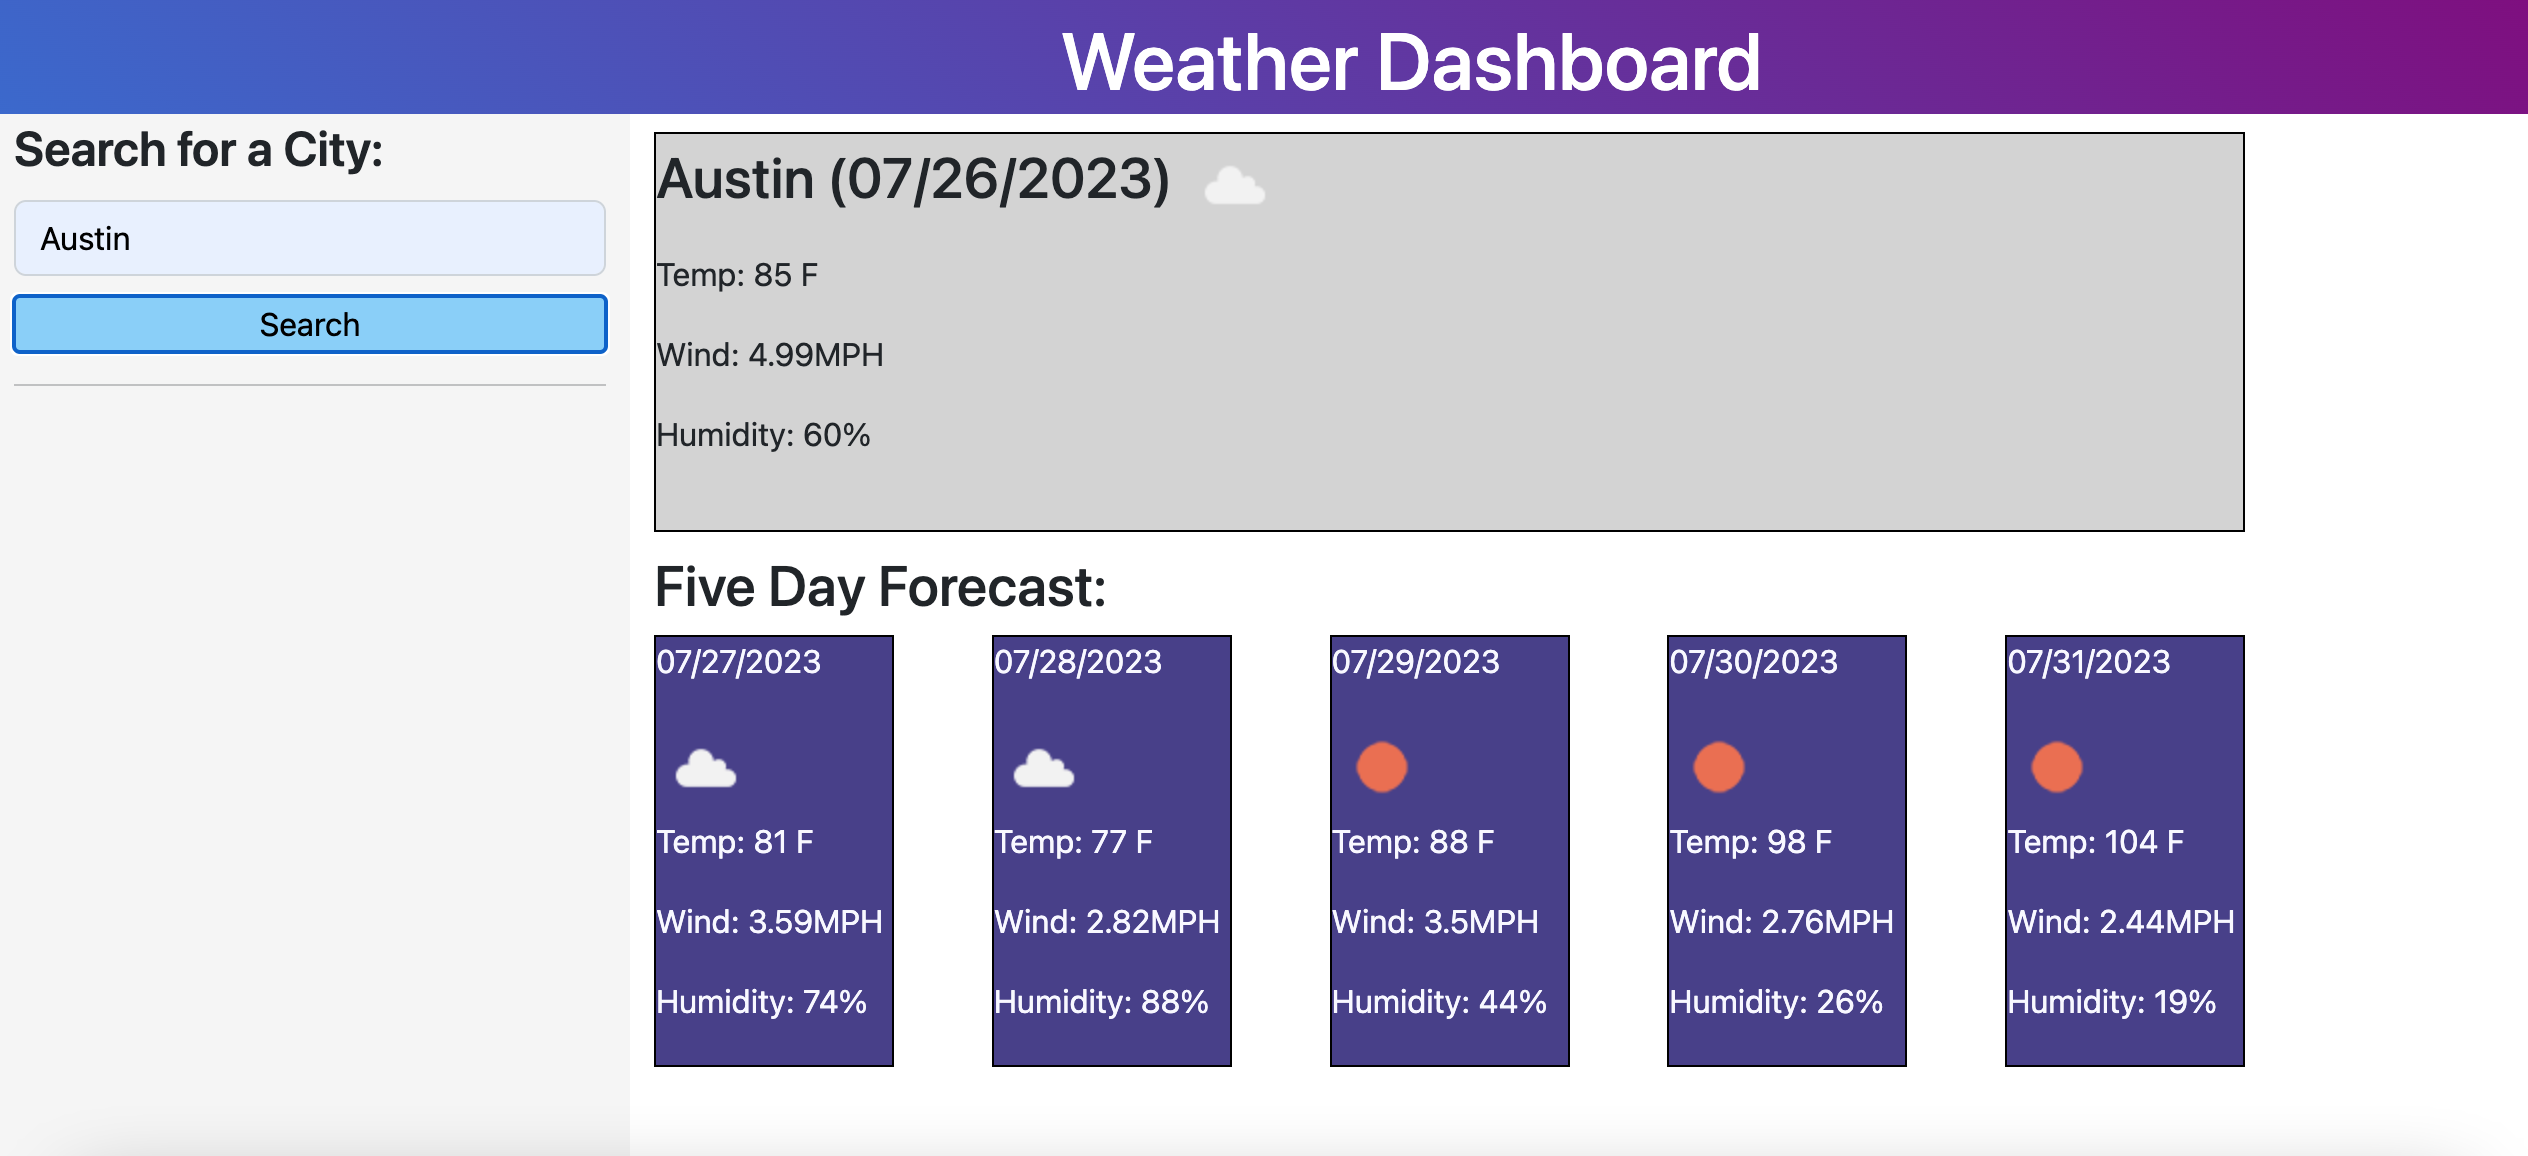 Weather Dashboard
Search for a City:
Austin
Search
Austin (07/26/2023)
Temp: 85 F
Wind: 4.99MPH
Humidity: 60%
Five Day Forecast:
07/27/2023
Temp: 81 F
Wind: 3.59MPH
Humidity: 74%
07/28/2023
Temp: 77 F
Wind: 2.82MPH
Humidity: 88%
07/29/2023
Temp: 88 F
Wind: 3.5MPH
Humidity: 44%
07/30/2023
Temp: 98 F
Wind: 2.76MPH
Humidity: 26%
07/31/2023
Temp: 104 F
Wind: 2.44MPH
Humidity: 19%